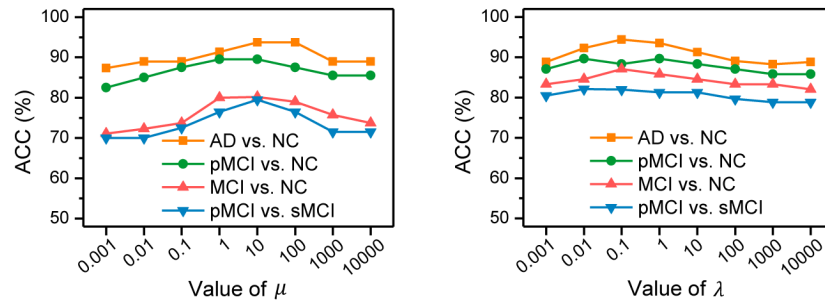 100
90
80
70
60
50
ACC (%)
AD vs. NC
pMCI vs. NC
MCI vs. NC
pMCI vs. sMCI
0.001 0.01 0.1 1 10 100 1000 10000
Value of μ
100
90
80
70
60
50
ACC (%)
AD vs. NC
pMCI vs. NC
MCI vs. NC
pMCI vs. sMCI
0.001 0.01 0.1 1 10 100 1000 10000
Value of λ